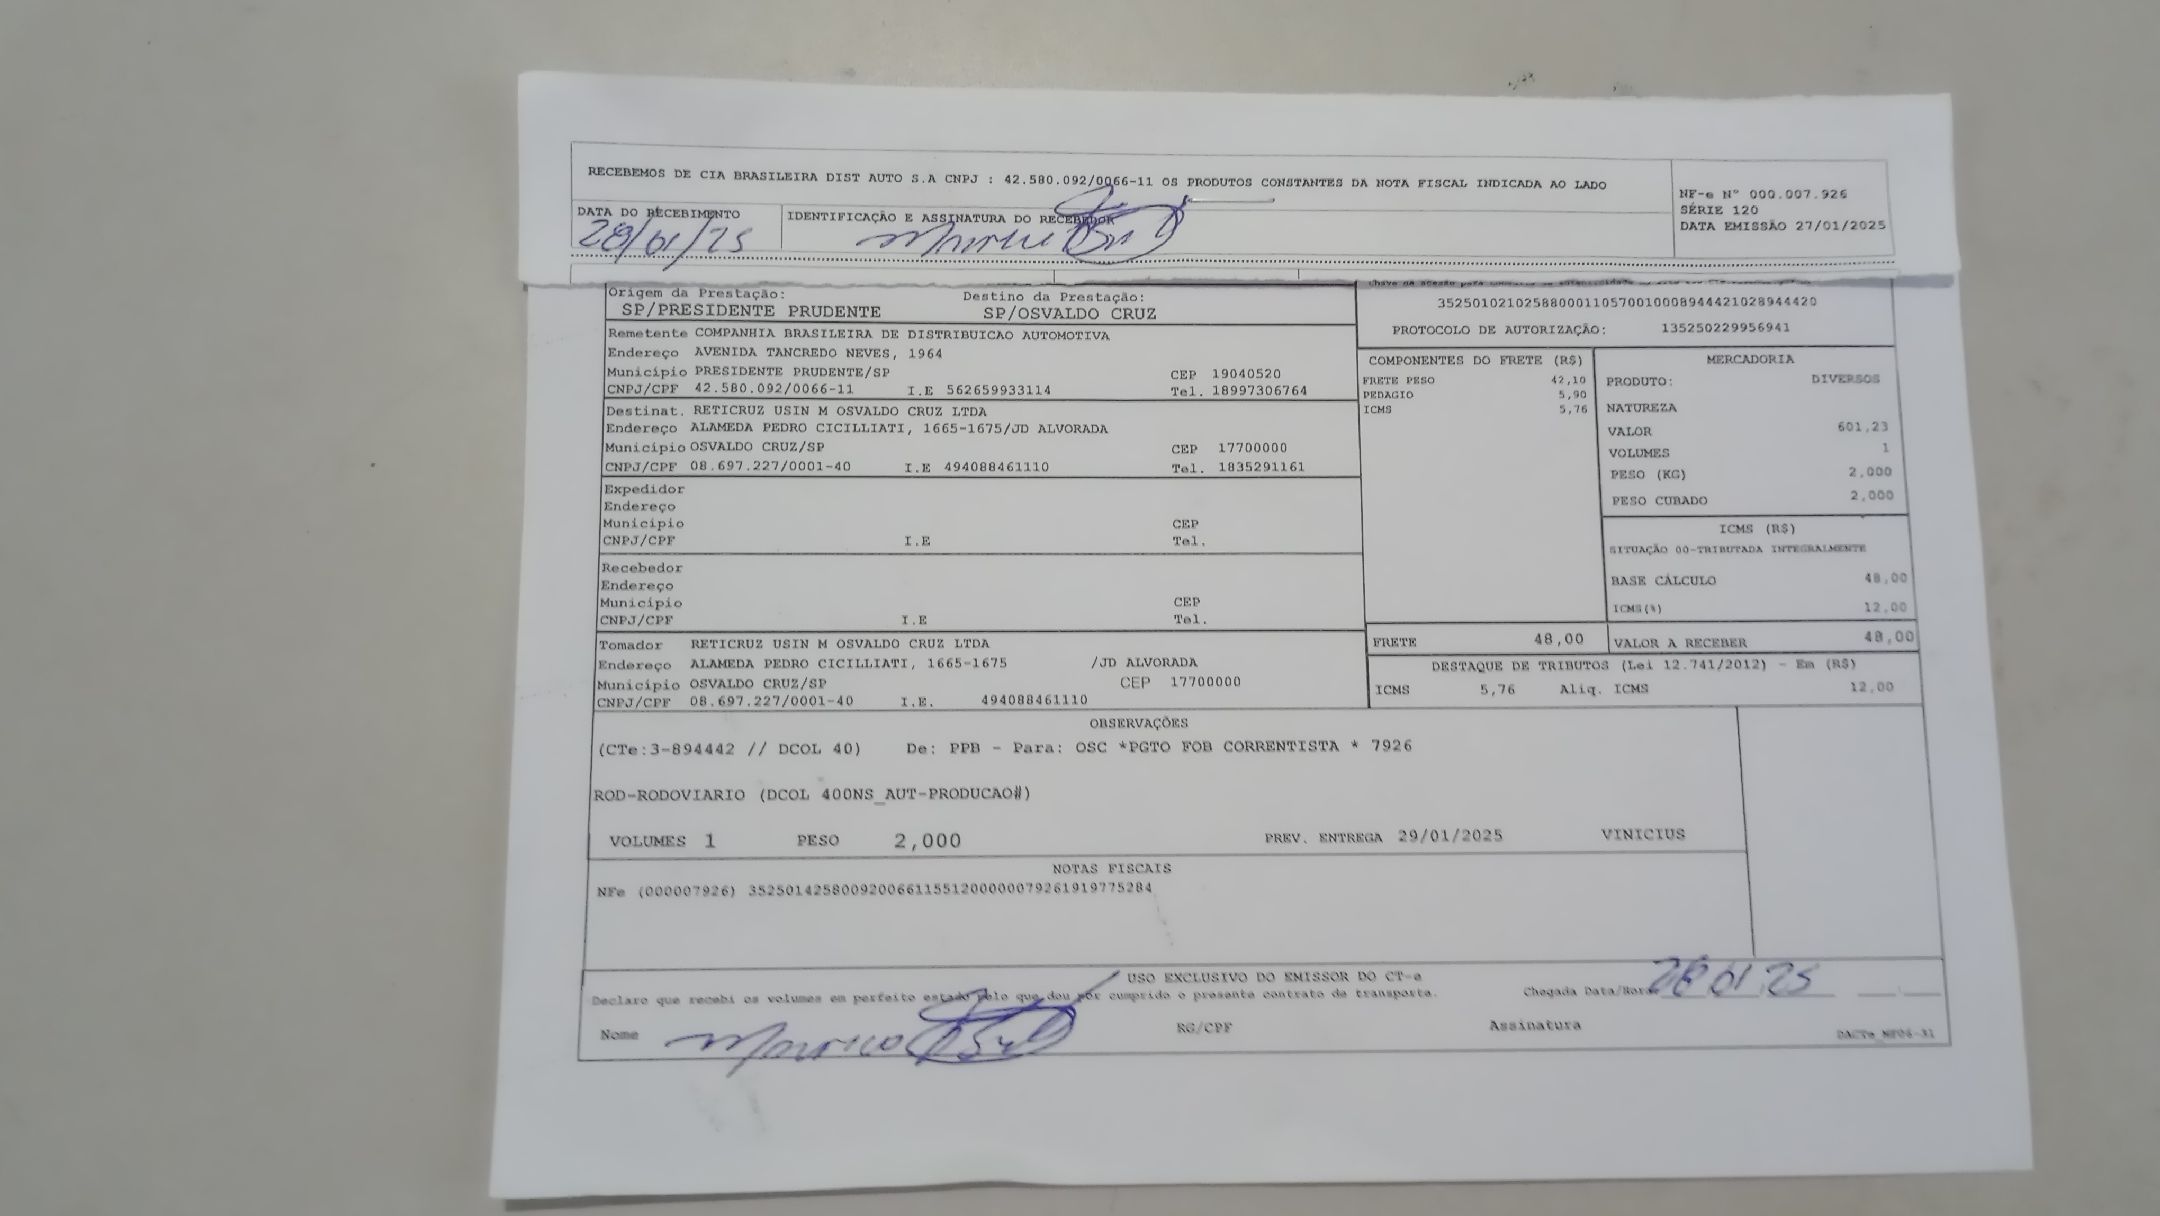 RECEBEMOS DE CIA BRASILEIRA DIST AUTO S.A CNPJ : 42.580.092/0066-11 OS PRODUTOS CONSTANTES DA NOTA FISCAL INDICADA AO LADO
NF-e Nº 000.007.926
SÉRIE 120
DATA EMISSÃO 27/01/2025
DATA DO RECEBIMENTO
IDENTIFICAÇÃO E ASSINATURA DO RECEBEDOR
28/01/25
Origem da Prestação:
SP/PRESIDENTE PRUDENTE
Destino da Prestação:
SP/OSVALDO CRUZ
35250102102588000110570010008944421028944420
PROTOCOLO DE AUTORIZAÇÃO: 135250229956941
Remetente COMPANHIA BRASILEIRA DE DISTRIBUICAO AUTOMOTIVA
Endereço AVENIDA TANCREDO NEVES, 1964
Município PRESIDENTE PRUDENTE/SP CEP 19040520
CNPJ/CPF 42.580.092/0066-11 I.E 562659933114 Tel. 18997306764
Destinat. RETICRUZ USIN M OSVALDO CRUZ LTDA
Endereço ALAMEDA PEDRO CICILLIATI, 1665-1675/JD ALVORADA
Município OSVALDO CRUZ/SP CEP 17700000
CNPJ/CPF 08.697.227/0001-40 I.E 494088461110 Tel. 1835291161
Expedidor
Endereço
Município CEP
CNPJ/CPF I.E Tel.
Recebedor
Endereço
Município CEP
CNPJ/CPF I.E Tel.
Tomador RETICRUZ USIN M OSVALDO CRUZ LTDA
Endereço ALAMEDA PEDRO CICILLIATI, 1665-1675 /JD ALVORADA
Município OSVALDO CRUZ/SP CEP 17700000
CNPJ/CPF 08.697.227/0001-40 I.E. 494088461110
COMPONENTES DO FRETE (R$)
FRETE PESO 42,10
PEDAGIO 5,90
ICMS 5,76
MERCADORIA
PRODUTO: DIVERSOS
NATUREZA
VALOR 601,23
VOLUMES 1
PESO (KG) 2,000
PESO CUBADO 2,000
ICMS (R$)
SITUAÇÃO 00-TRIBUTADA INTEGRALMENTE
BASE CÁLCULO 48,00
ICMS(%) 12,00
FRETE 48,00
VALOR A RECEBER 48,00
DESTAQUE DE TRIBUTOS (Lei 12.741/2012) - Em (R$)
ICMS 5,76 Aliq. ICMS 12,00
OBSERVAÇÕES
(CTe:3-894442 // DCOL 40) De: PPB - Para: OSC *PGTO FOB CORRENTISTA * 7926
ROD-RODOVIARIO (DCOL 400NS_AUT-PRODUCAO#)
VOLUMES 1 PESO 2,000 PREV. ENTREGA 29/01/2025 VINICIUS
NOTAS FISCAIS
NFe (000007926) 35250142580092006611551200000079261919775284
USO EXCLUSIVO DO EMISSOR DO CT-e
Declaro que recebi os volumes em perfeito estado pelo que dou por cumprido o presente contrato de transporte.
Chegada Data/Hora 28 01 25
Nome RG/CPF Assinatura